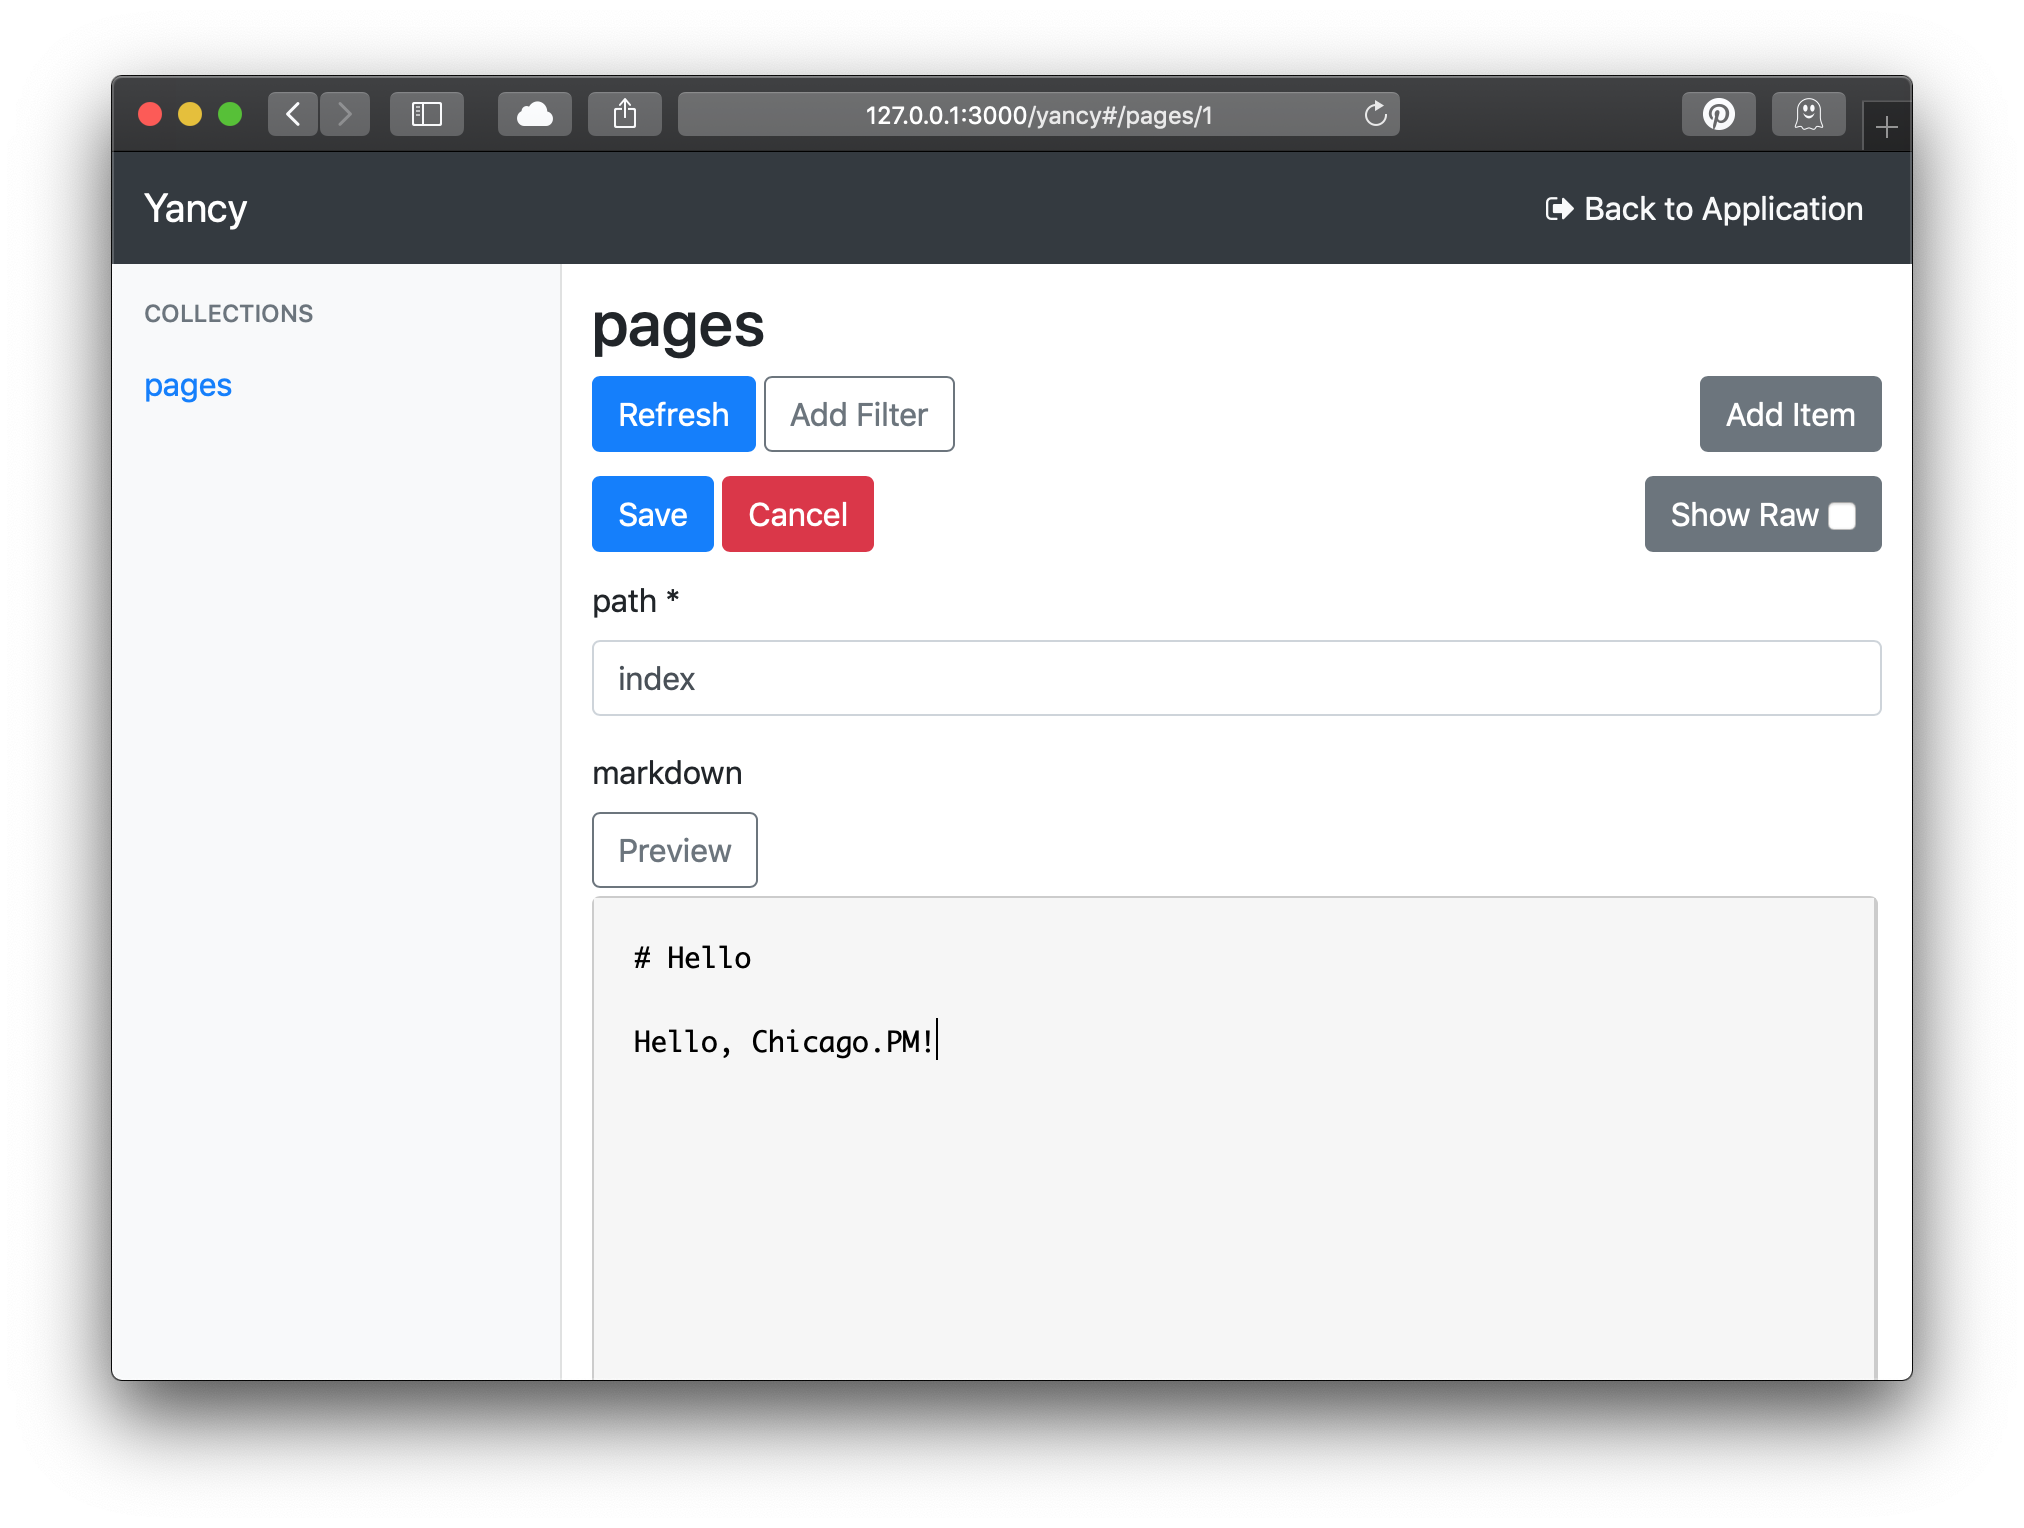 127.0.0.1:3000/yancy#/pages/1
Yancy
Back to Application
COLLECTIONS
pages
pages
Refresh
Add Filter
Add Item
Save
Cancel
Show Raw
path *
index
markdown
Preview
# Hello
Hello, Chicago.PM!